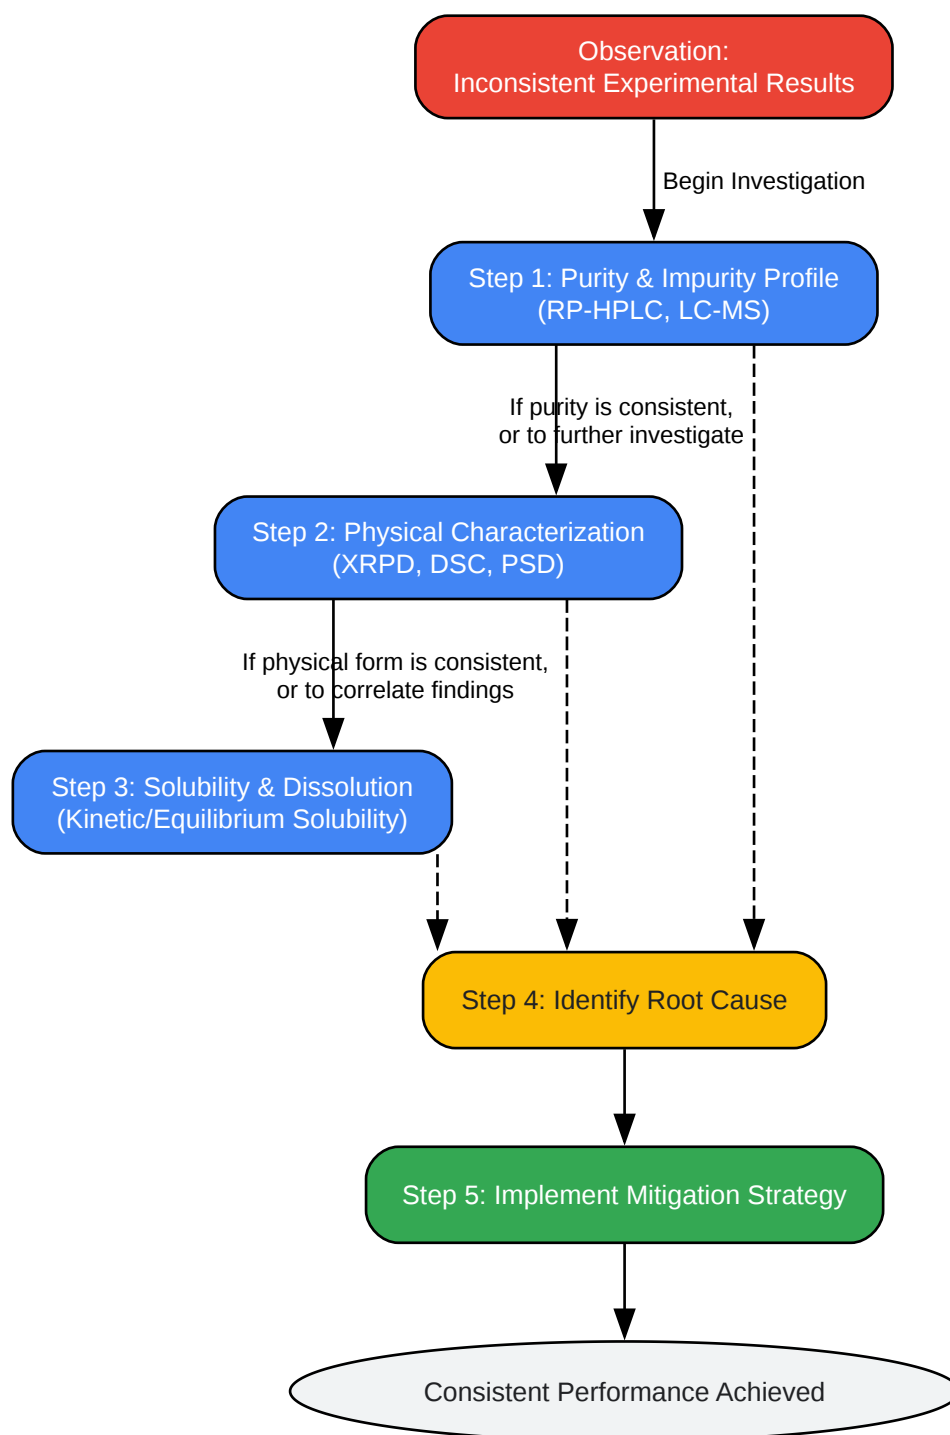 Observation:
Inconsistent Experimental Results
Begin Investigation
Step 1: Purity & Impurity Profile
(RP-HPLC, LC-MS)
If purity is consistent,
or to further investigate
Step 2: Physical Characterization
(XRPD, DSC, PSD)
If physical form is consistent,
or to correlate findings
Step 3: Solubility & Dissolution
(Kinetic/Equilibrium Solubility)
Step 4: Identify Root Cause
Step 5: Implement Mitigation Strategy
Consistent Performance Achieved